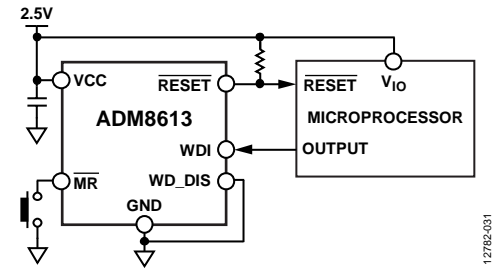 2.5V
VCC
RESET
RESET
VIO
ADM8613
MICROPROCESSOR
WDI
OUTPUT
MR
WD_DIS
GND
12782-031